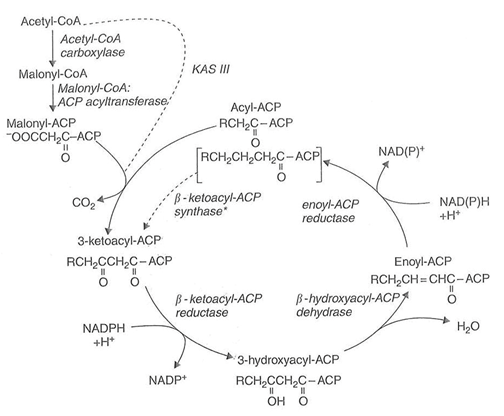 Acetyl-CoA
Acetyl-CoA
carboxylase
KAS III
Malonyl-CoA
Malonyl-CoA:
ACP acyltransferase
Malonyl-ACP
⁻OOCCH₂C–ACP
O
Acyl-ACP
RCH₂C–ACP
O
[RCH₂CH₂CH₂C–ACP]
O
NAD(P)⁺
CO₂
β-ketoacyl-ACP
synthase*
enoyl-ACP
reductase
NAD(P)H
+H⁺
3-ketoacyl-ACP
RCH₂CCH₂C–ACP
O O
Enoyl-ACP
RCH₂CH=CHC–ACP
O
β-ketoacyl-ACP
reductase
β-hydroxyacyl-ACP
dehydrase
NADPH
+H⁺
H₂O
NADP⁺
3-hydroxyacyl-ACP
RCH₂CCH₂C–ACP
OH O